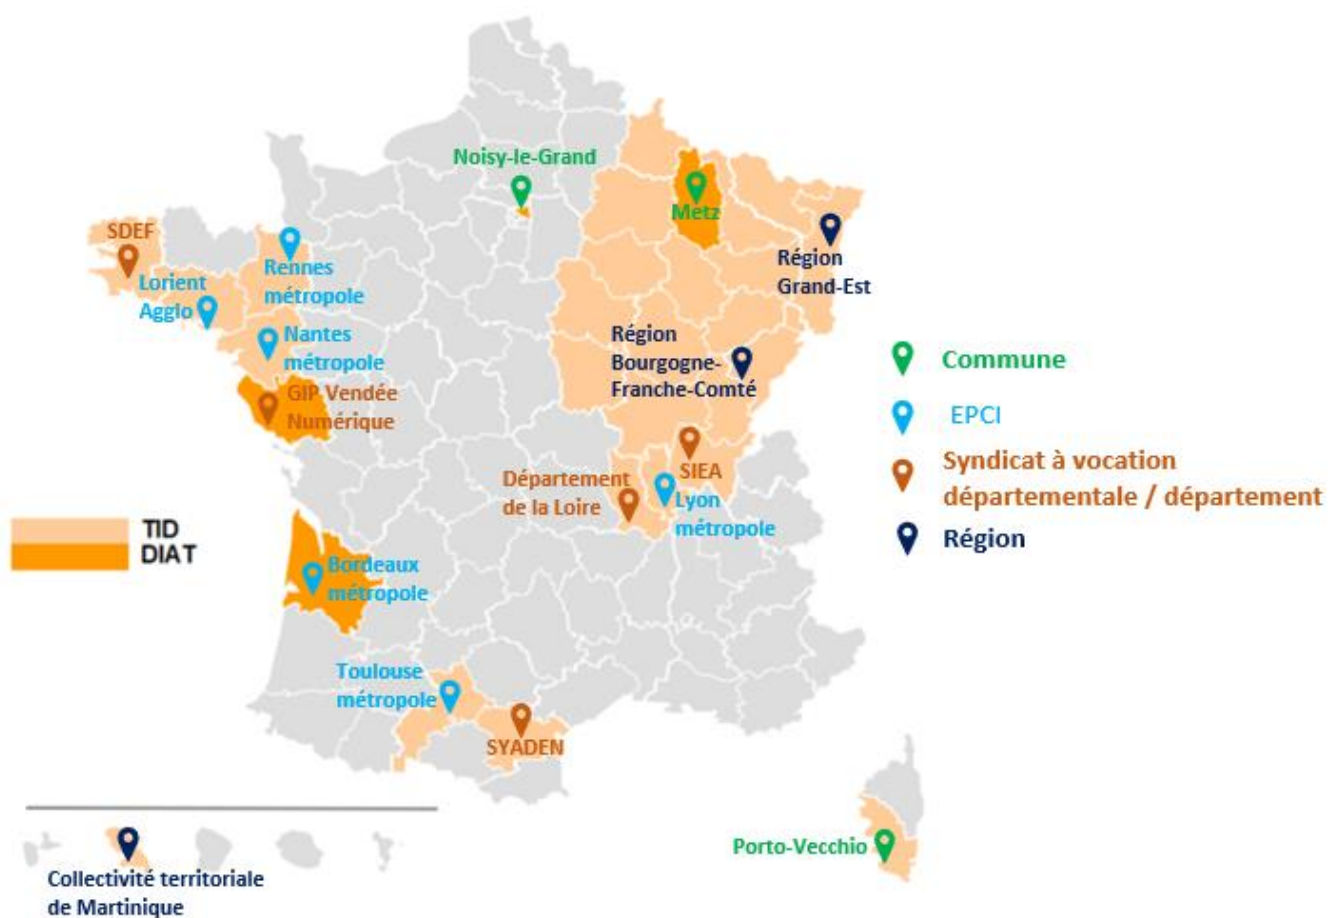 Noisy-le-Grand
Metz
SDEF
Région
Grand-Est
Lorient
Agglo
Rennes
métropole
Nantes
métropole
Région
Bourgogne-
Franche-Comté
GIP Vendée
Numérique
SIEA
Département
de la Loire
Lyon
métropole
Bordeaux
métropole
Toulouse
métropole
SYADEN
Porto-Vecchio
Collectivité territoriale
de Martinique
TID
DIAT
Commune
EPCI
Syndicat à vocation
départementale / département
Région